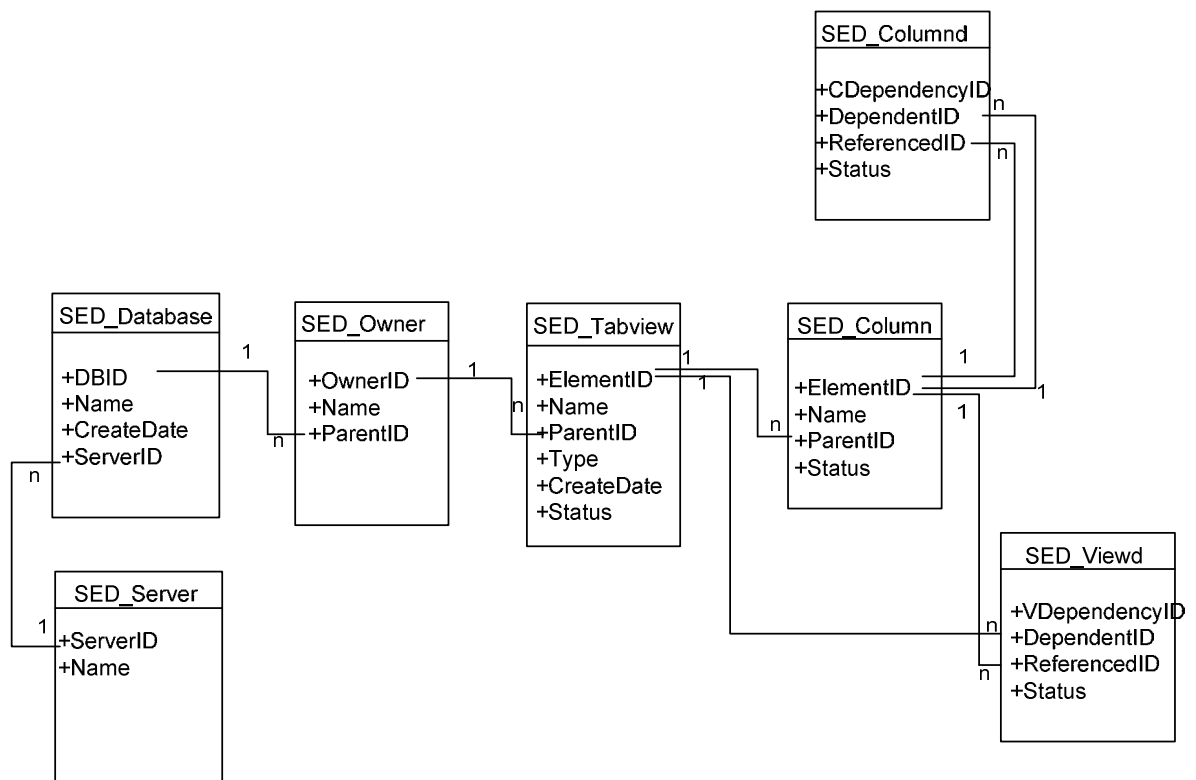 SED_Columnd
+CDependencyID
+DependentID
+ReferencedID
+Status
n
n
SED_Database
+DBID
+Name
+CreateDate
+ServerID
1
n
n
SED_Owner
+OwnerID
+Name
+ParentID
1
n
SED_Tabview
+ElementID
+Name
+ParentID
+Type
+CreateDate
+Status
1
1
n
SED_Column
+ElementID
+Name
+ParentID
+Status
1
1
1
SED_Server
+ServerID
+Name
1
SED_Viewd
+VDependencyID
+DependentID
+ReferencedID
+Status
n
n